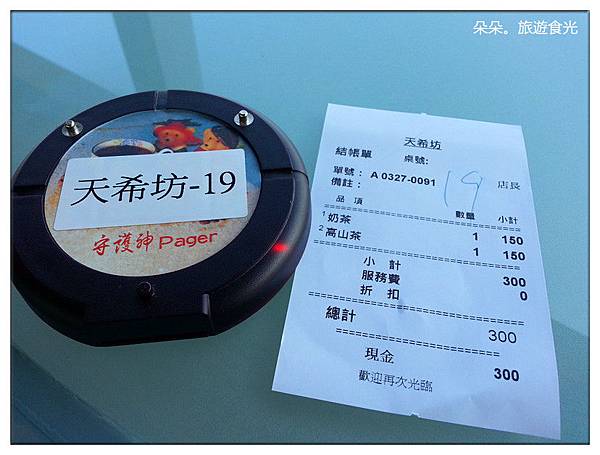 朵朵。旅遊食光
天希坊-19
守護神 Pager
天希坊
結帳單 桌號:
單號: A 0327-0091 19 店長
備註:
品 項 數量 小計
1 奶茶 1 150
2 高山茶 1 150
小 計 300
服務費 0
折 扣
總計 300
現金 300
歡迎再次光臨